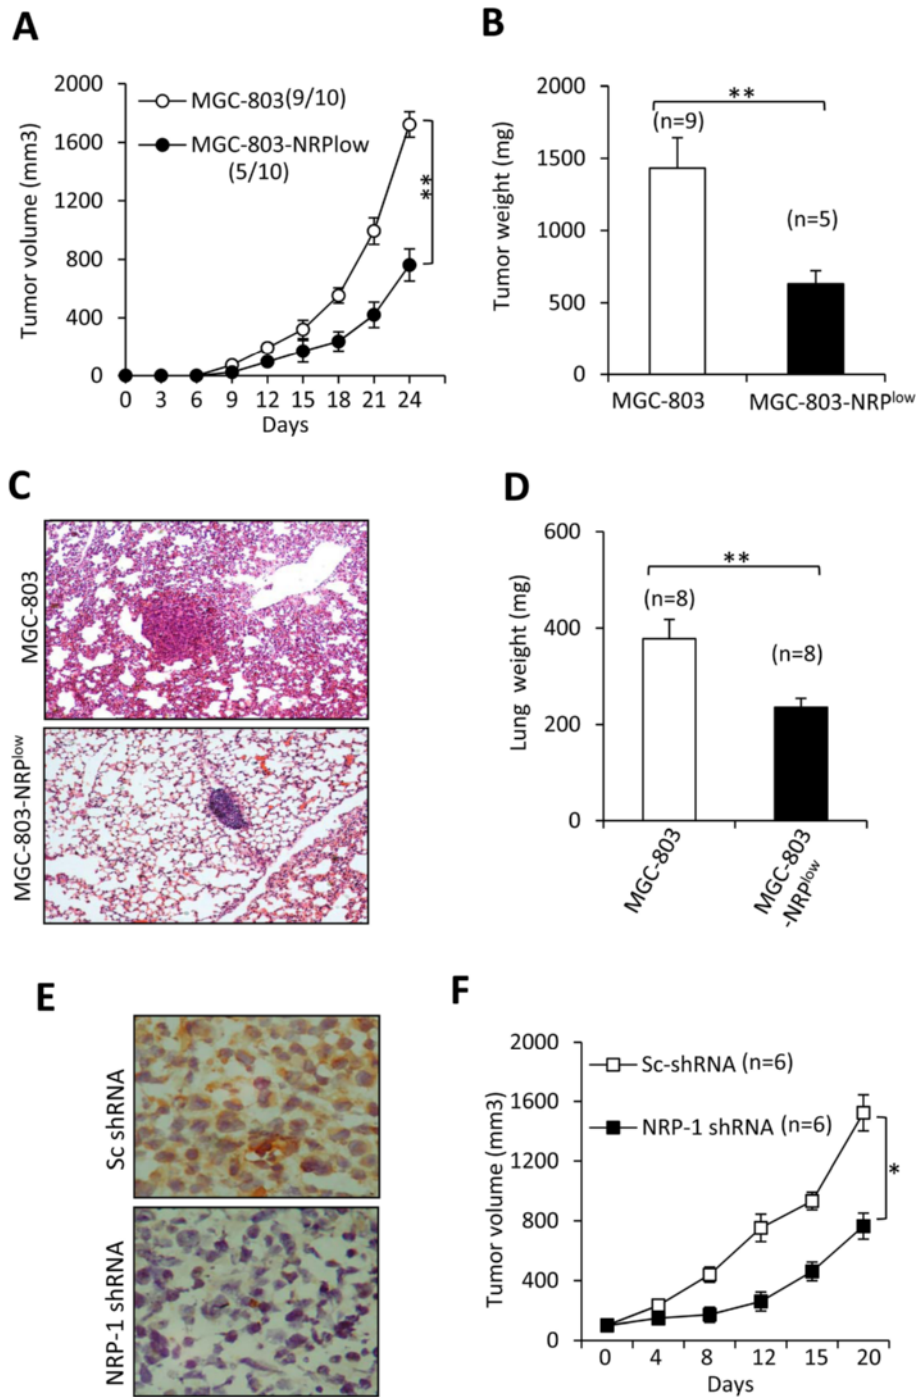 A
Tumor volume (mm3)
2000
1600
1200
800
400
0
MGC-803(9/10)
MGC-803-NRPlow
(5/10)
**
0 3 6 9 12 15 18 21 24
Days
B
Tumor weight (mg)
2000
1500
1000
500
0
**
(n=9)
(n=5)
MGC-803 MGC-803-NRPlow
C
MGC-803
MGC-803-NRPlow
D
Lung weight (mg)
600
400
200
0
**
(n=8)
(n=8)
MGC-803
MGC-803
-NRPlow
E
Sc shRNA
NRP-1 shRNA
F
Tumor volume (mm3)
2000
1600
1200
800
400
0
Sc-shRNA (n=6)
NRP-1 shRNA (n=6)
*
0 4 8 12 15 20
Days